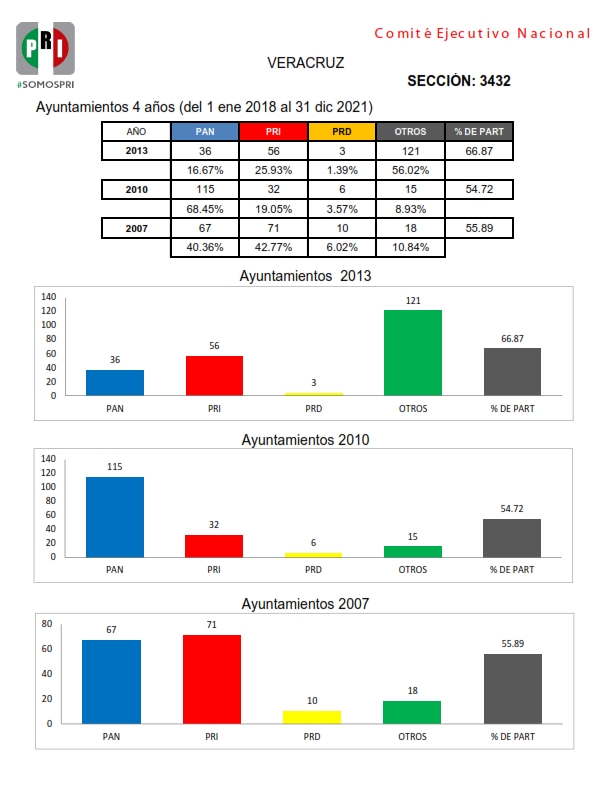 Comité Ejecutivo Nacional
PRI
#SOMOSPRI
VERACRUZ
SECCIÓN: 3432
Ayuntamientos 4 años (del 1 ene 2018 al 31 dic 2021)
AÑO PAN PRI PRD OTROS % DE PART
2013 36 56 3 121 66.87
16.67% 25.93% 1.39% 56.02%
2010 115 32 6 15 54.72
68.45% 19.05% 3.57% 8.93%
2007 67 71 10 18 55.89
40.36% 42.77% 6.02% 10.84%
Ayuntamientos 2013
140
120
100
80
60
40
20
0
36 56 3 121 66.87
PAN PRI PRD OTROS % DE PART
Ayuntamientos 2010
140
120
100
80
60
40
20
0
115 32 6 15 54.72
PAN PRI PRD OTROS % DE PART
Ayuntamientos 2007
80
60
40
20
0
67 71 10 18 55.89
PAN PRI PRD OTROS % DE PART